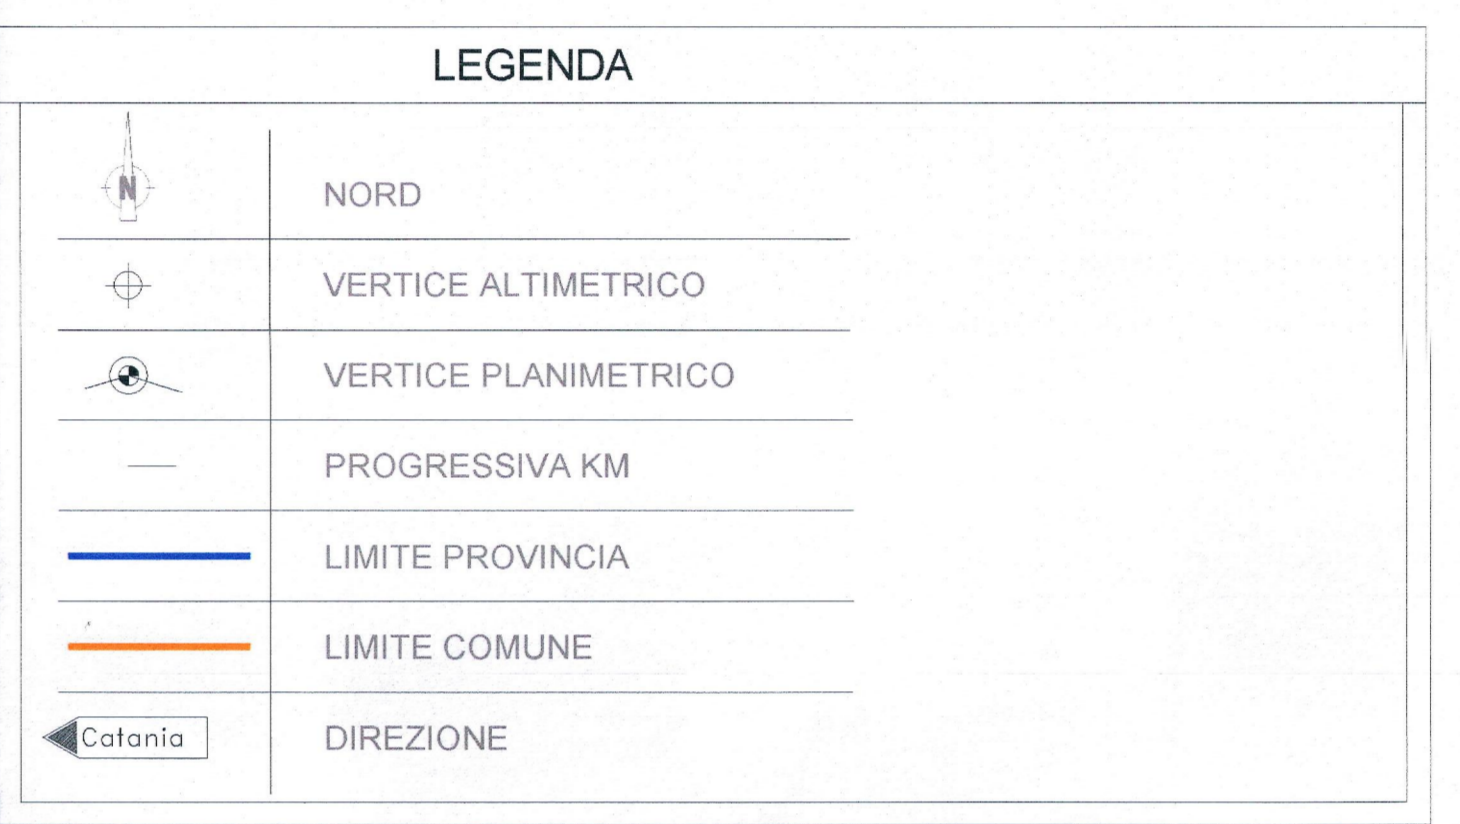 LEGENDA
N
NORD
VERTICE ALTIMETRICO
VERTICE PLANIMETRICO
PROGRESSIVA KM
LIMITE PROVINCIA
LIMITE COMUNE
Catania
DIREZIONE